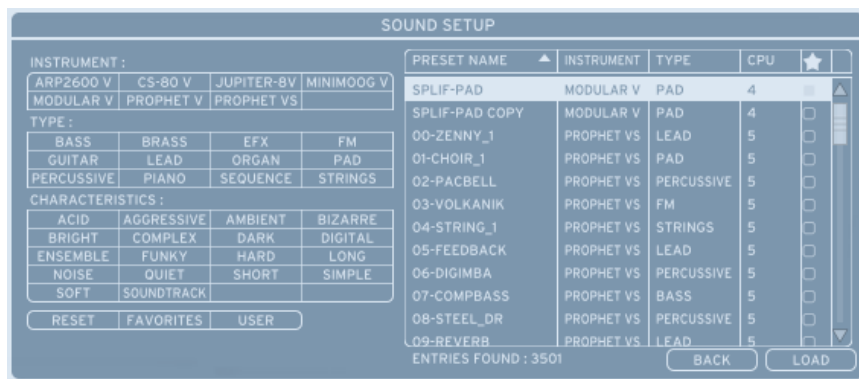 SOUND SETUP
INSTRUMENT :
ARP2600 V CS-80 V JUPITER-8V MINIMOOG V
MODULAR V PROPHET V PROPHET VS
TYPE :
BASS BRASS EFX FM
GUITAR LEAD ORGAN PAD
PERCUSSIVE PIANO SEQUENCE STRINGS
CHARACTERISTICS :
ACID AGGRESSIVE AMBIENT BIZARRE
BRIGHT COMPLEX DARK DIGITAL
ENSEMBLE FUNKY HARD LONG
NOISE QUIET SHORT SIMPLE
SOFT SOUNDTRACK
RESET FAVORITES USER
PRESET NAME INSTRUMENT TYPE CPU
SPLIF-PAD MODULAR V PAD 4
SPLIF-PAD COPY MODULAR V PAD 4
00-ZENNY_1 PROPHET VS LEAD 5
01-CHOIR_1 PROPHET VS PAD 5
02-PACBELL PROPHET VS PERCUSSIVE 5
03-VOLKANIK PROPHET VS FM 5
04-STRING_1 PROPHET VS STRINGS 5
05-FEEDBACK PROPHET VS LEAD 5
06-DIGIMBA PROPHET VS PERCUSSIVE 5
07-COMPBASS PROPHET VS BASS 5
08-STEEL_DR PROPHET VS PERCUSSIVE 5
09-REVERB PROPHET VS LEAD 5
ENTRIES FOUND : 3501
BACK LOAD